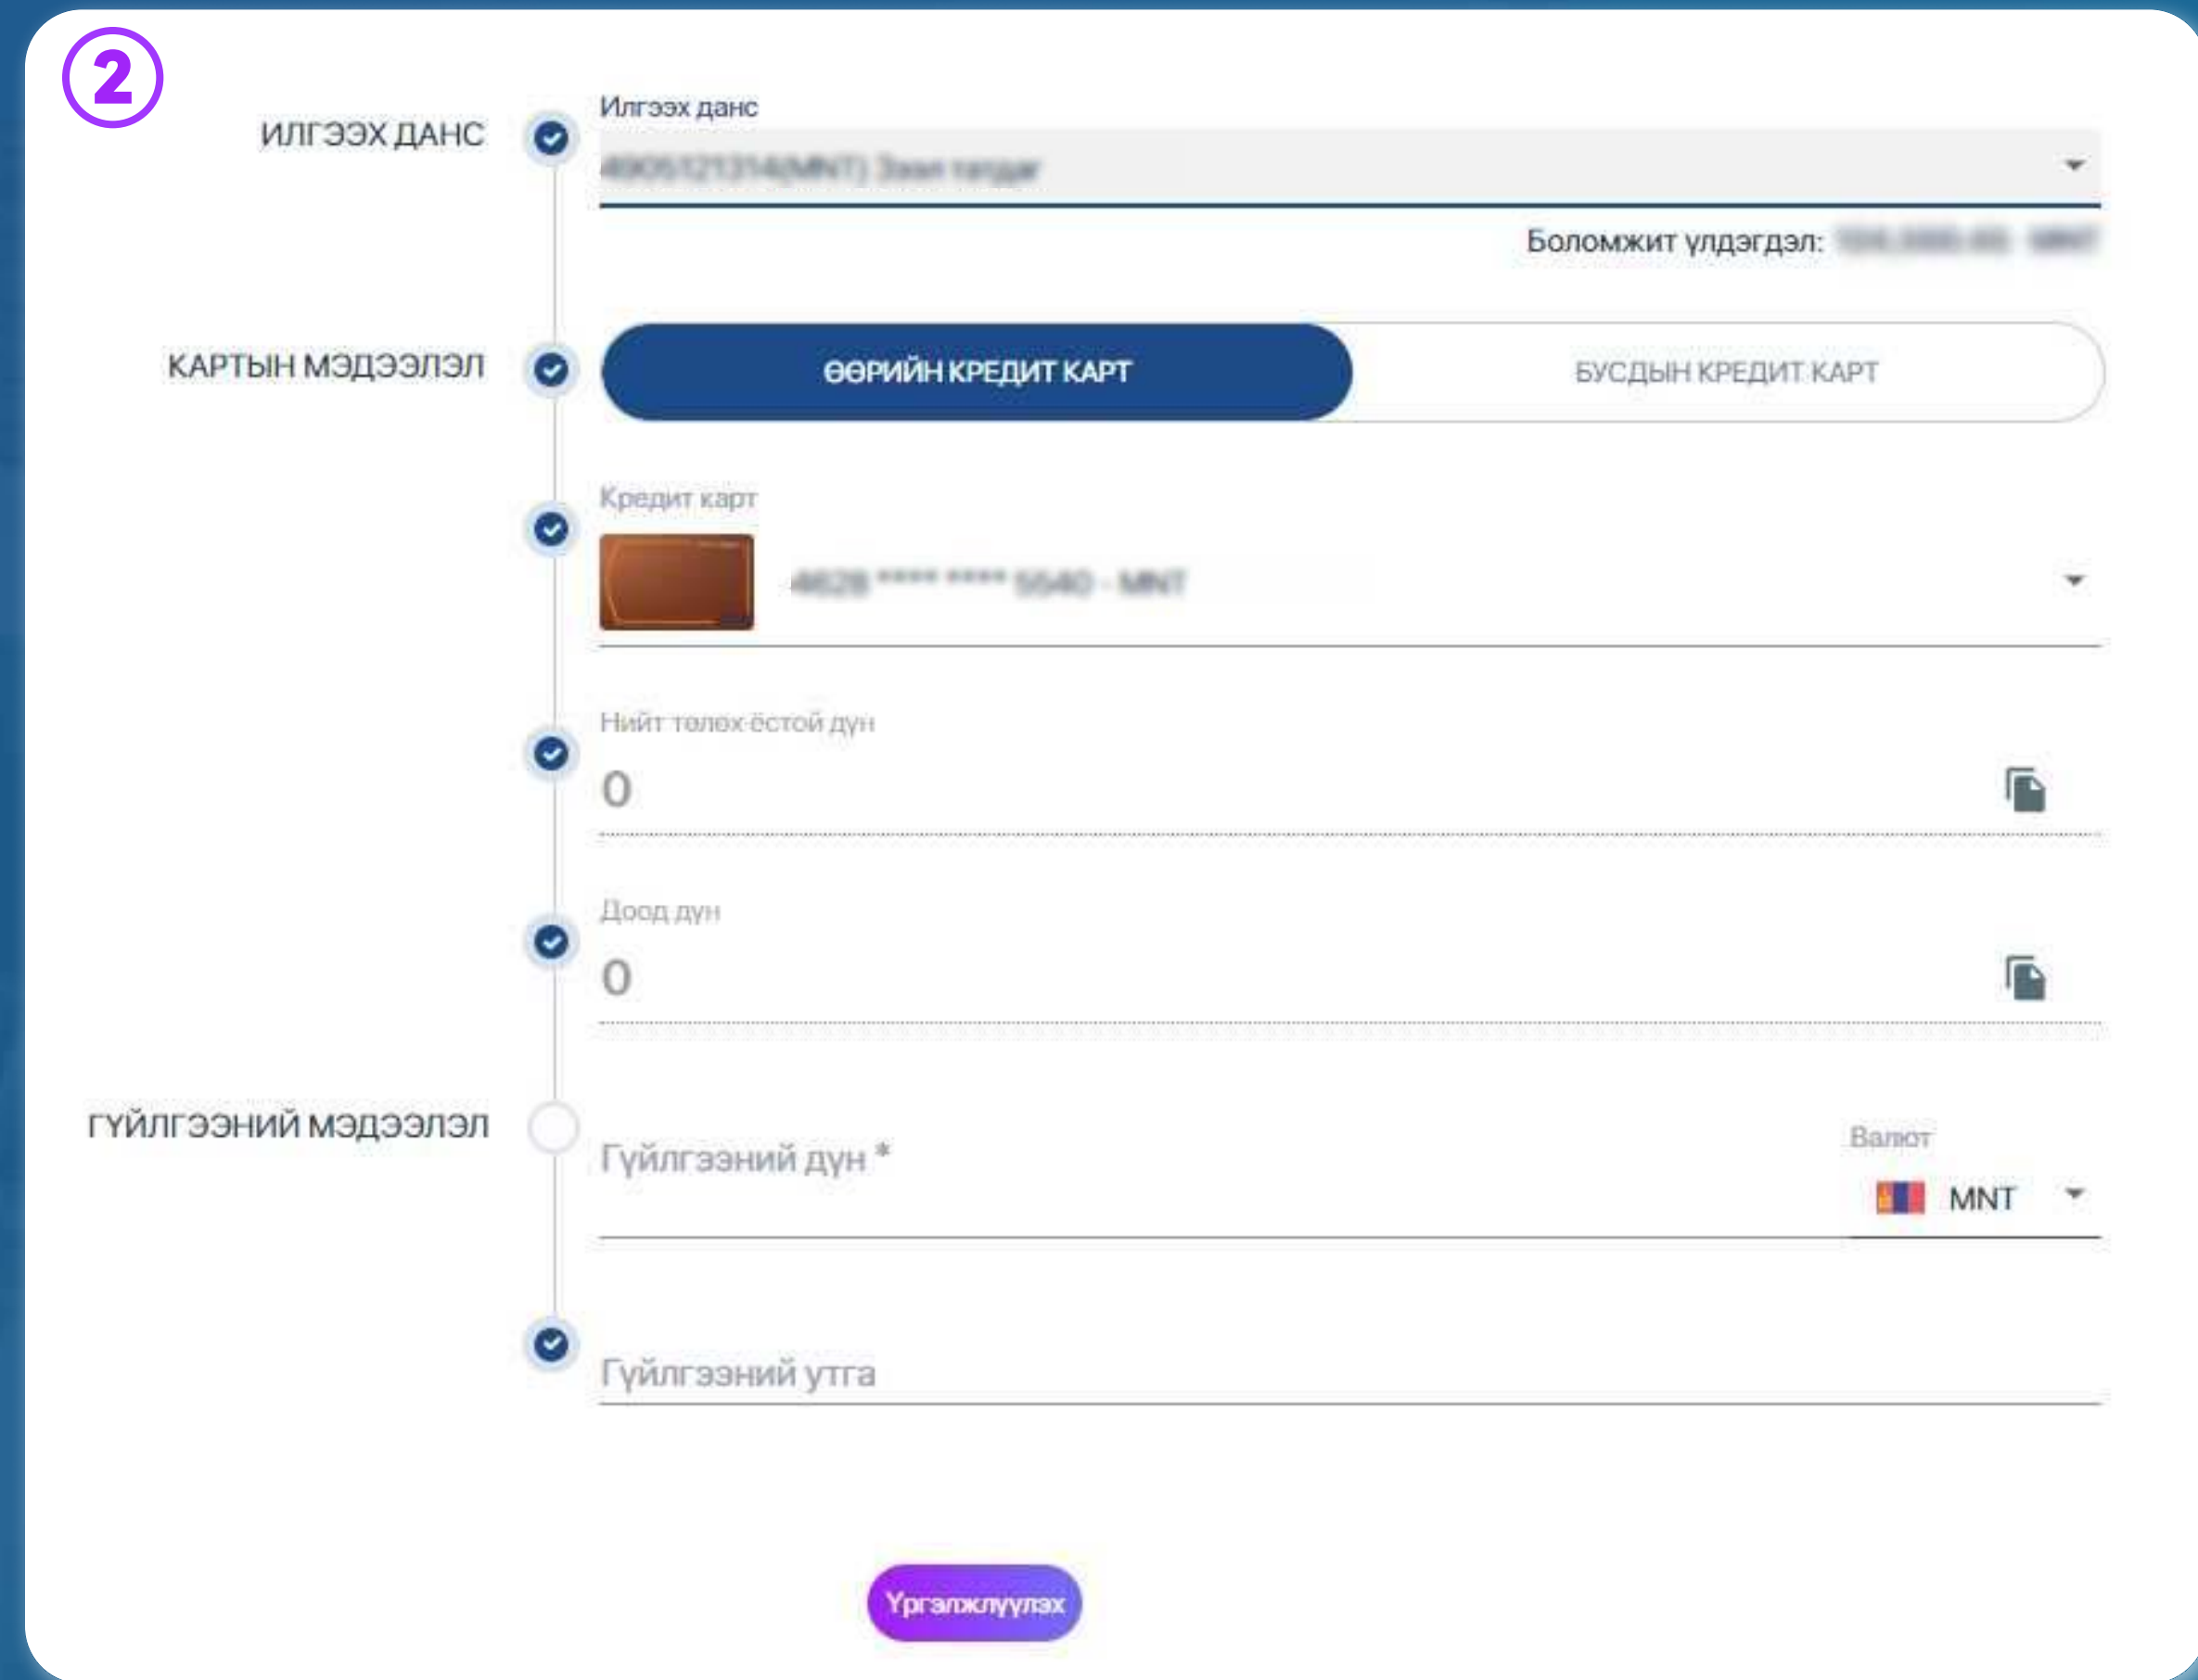 2
ИЛГЭЭХ ДАНС
Илгээх данс
Боломжит үлдэгдэл:
КАРТЫН МЭДЭЭЛЭЛ
ӨӨРИЙН КРЕДИТ КАРТ
БУСДЫН КРЕДИТ КАРТ
Кредит карт
Нийт төлөх ёстой дүн
0
Доод дүн
0
ГҮЙЛГЭЭНИЙ МЭДЭЭЛЭЛ
Гүйлгээний дүн *
Валют
MNT
Гүйлгээний утга
Үргэлжлүүлэх